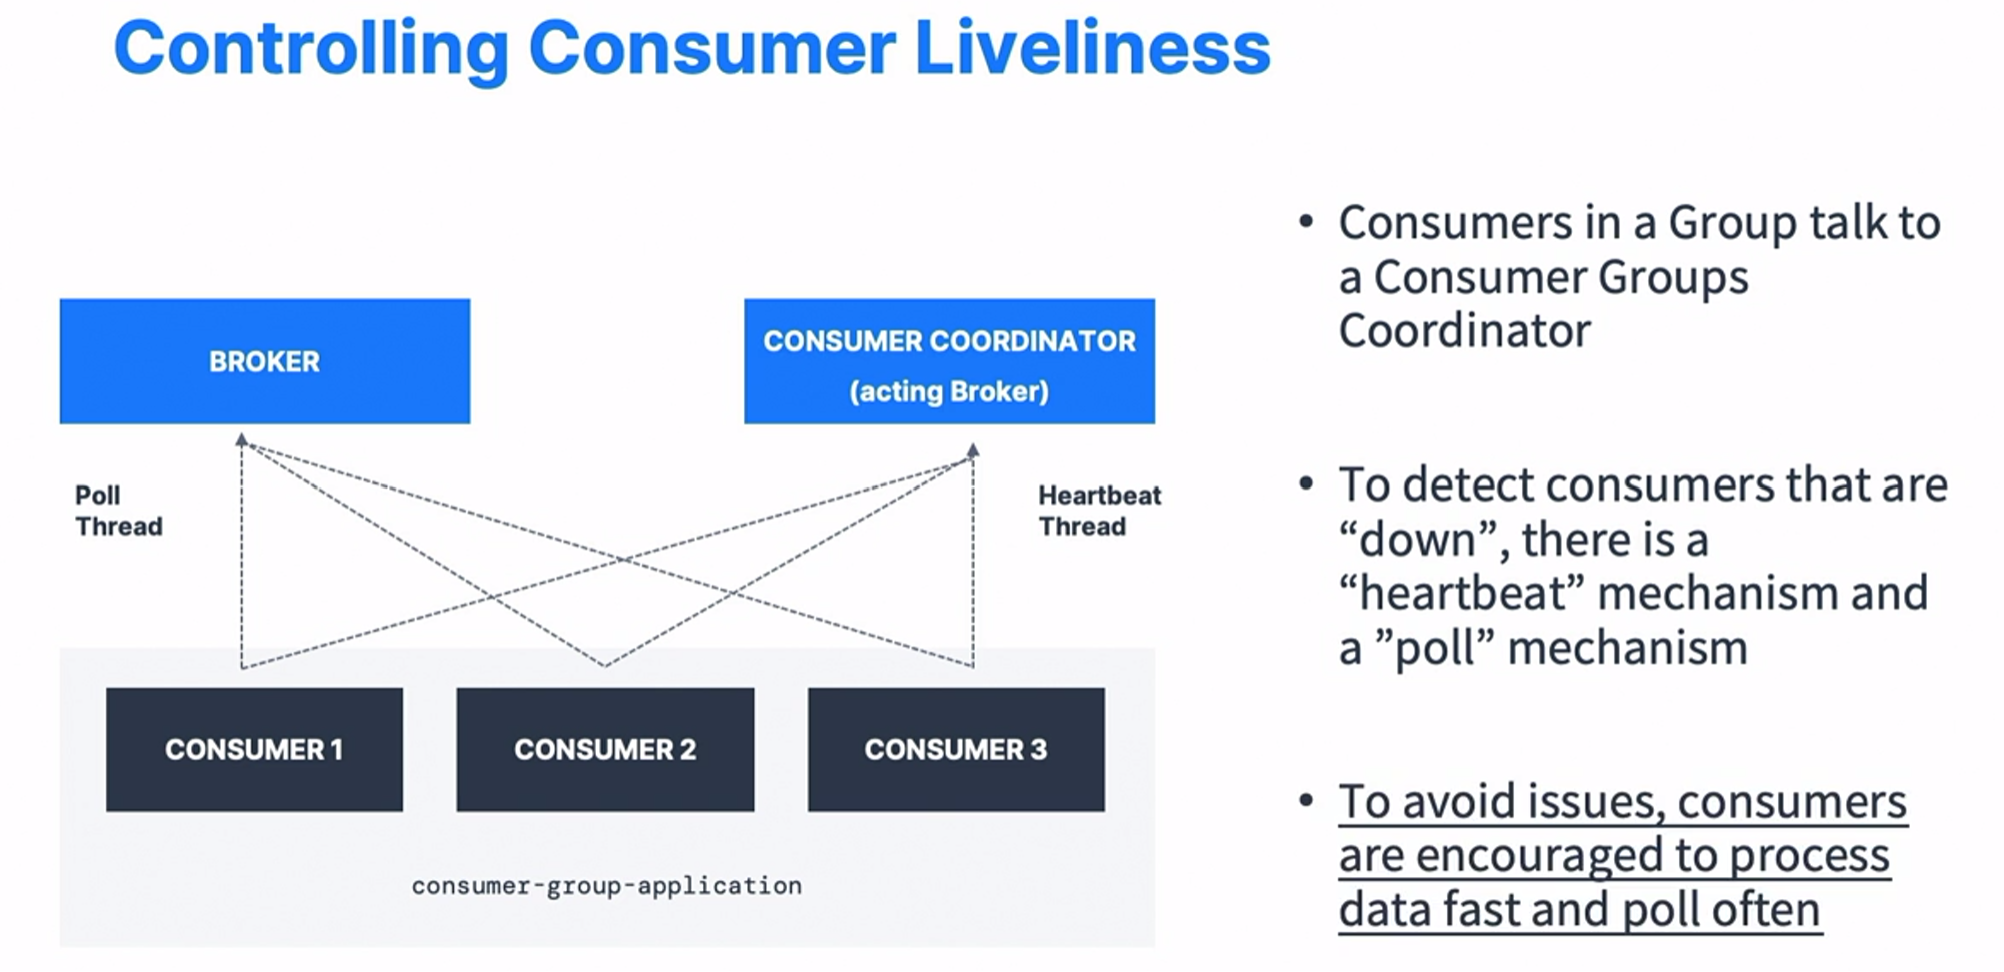 Controlling Consumer Liveliness
BROKER
CONSUMER COORDINATOR
(acting Broker)
Poll
Thread
Heartbeat
Thread
CONSUMER 1
CONSUMER 2
CONSUMER 3
consumer-group-application
• Consumers in a Group talk to
a Consumer Groups
Coordinator
• To detect consumers that are
“down”, there is a
“heartbeat” mechanism and
a ”poll” mechanism
• To avoid issues, consumers
are encouraged to process
data fast and poll often